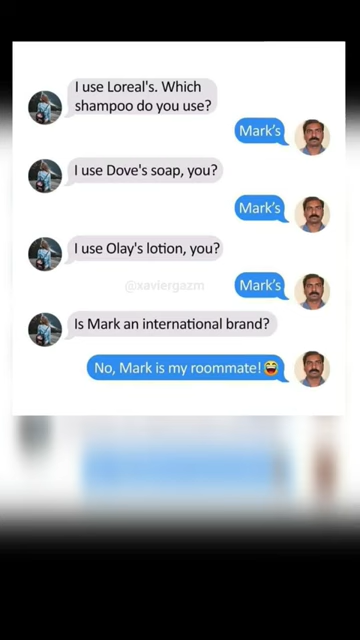 I use Loreal's. Which
shampoo do you use?
Mark's
I use Dove's soap, you?
Mark's
I use Olay's lotion, you?
@xaviergazm
Mark's
Is Mark an international brand?
No, Mark is my roommate!😂